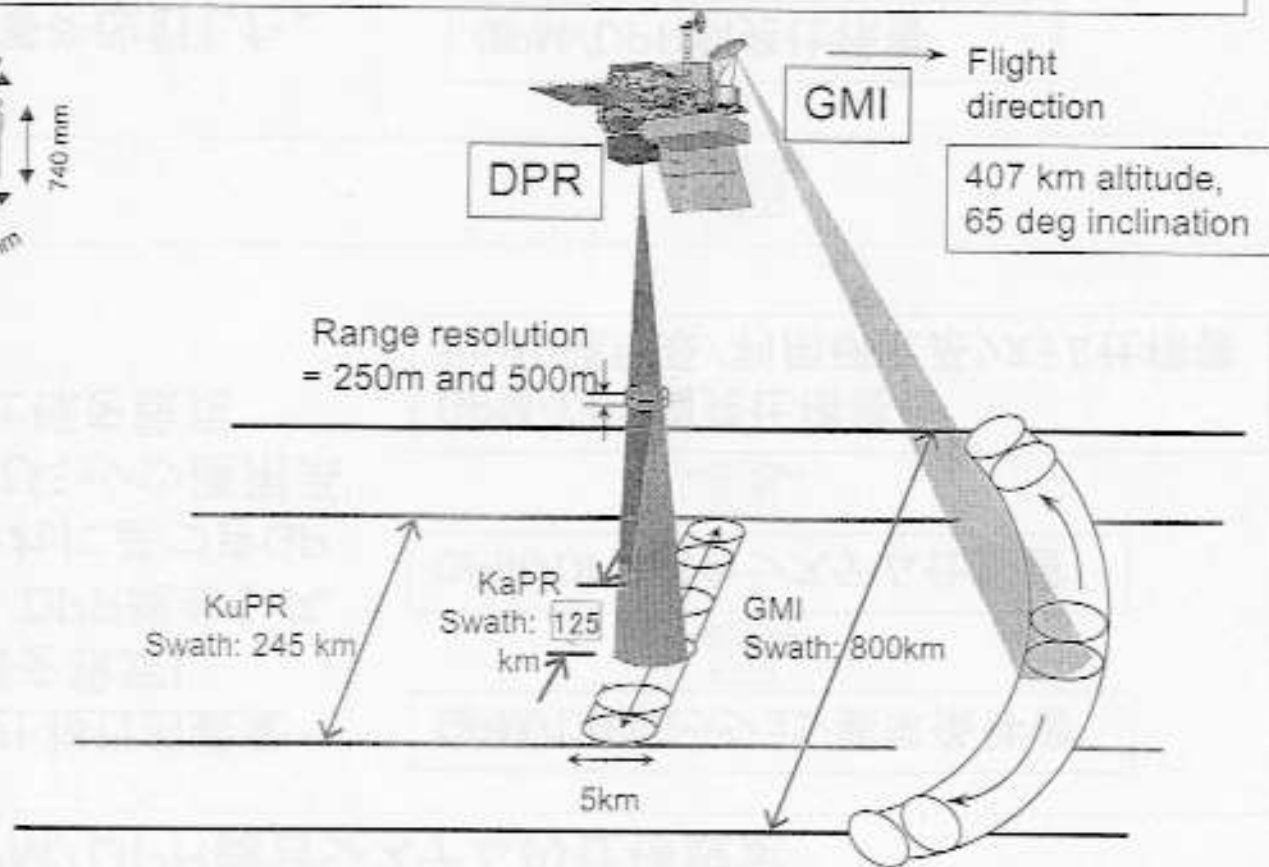 Flight
direction
GMI
DPR
407 km altitude,
65 deg inclination
740 mm
Range resolution
= 250m and 500m
KuPR
Swath: 245 km
KaPR
Swath: 125
km
GMI
Swath: 800km
5km